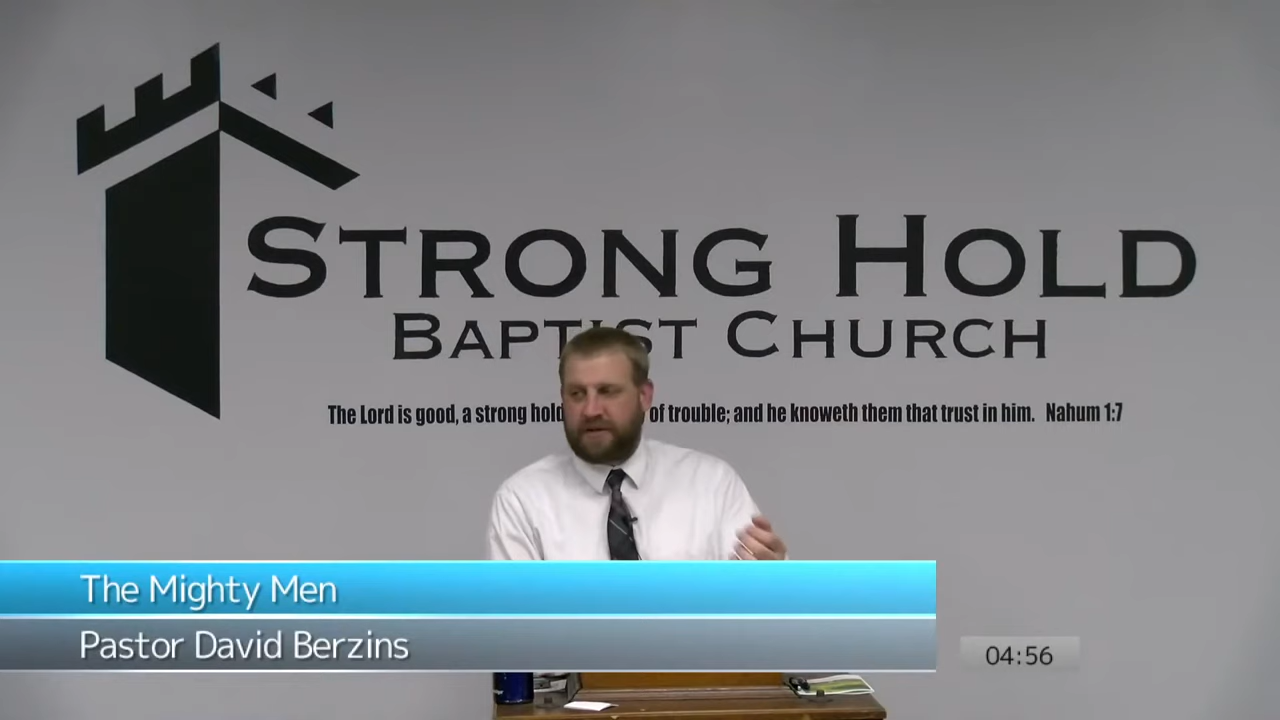 STRONG HOLD
BAPTIST CHURCH
The Lord is good, a strong hold of trouble; and he knoweth them that trust in him. Nahum 1:7
The Mighty Men
Pastor David Berzins
04:56